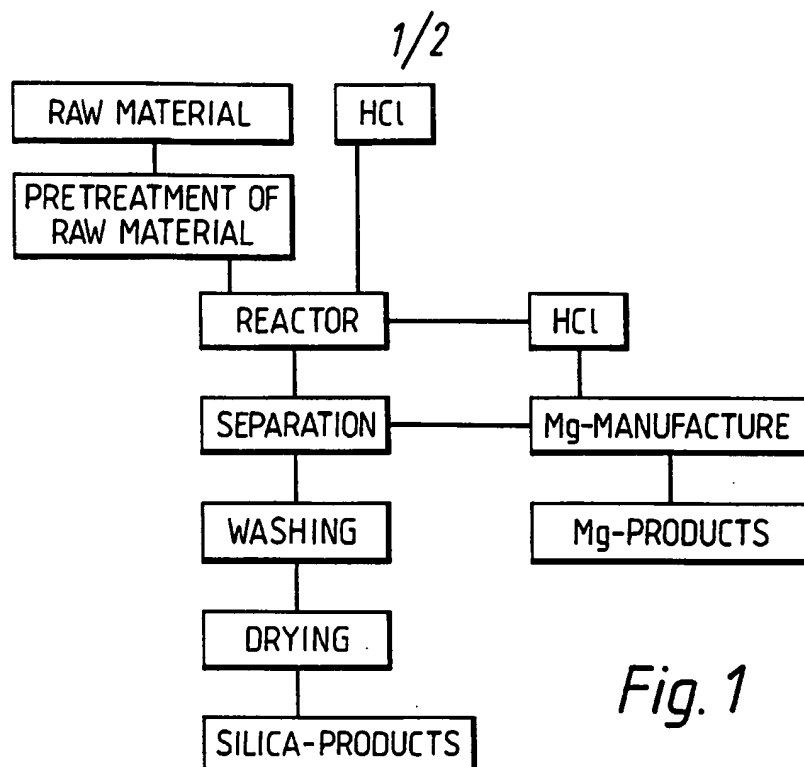 1/2
RAW MATERIAL
HCl
PRETREATMENT OF
RAW MATERIAL
REACTOR
HCl
SEPARATION
Mg-MANUFACTURE
WASHING
Mg-PRODUCTS
DRYING
Fig. 1
SILICA-PRODUCTS